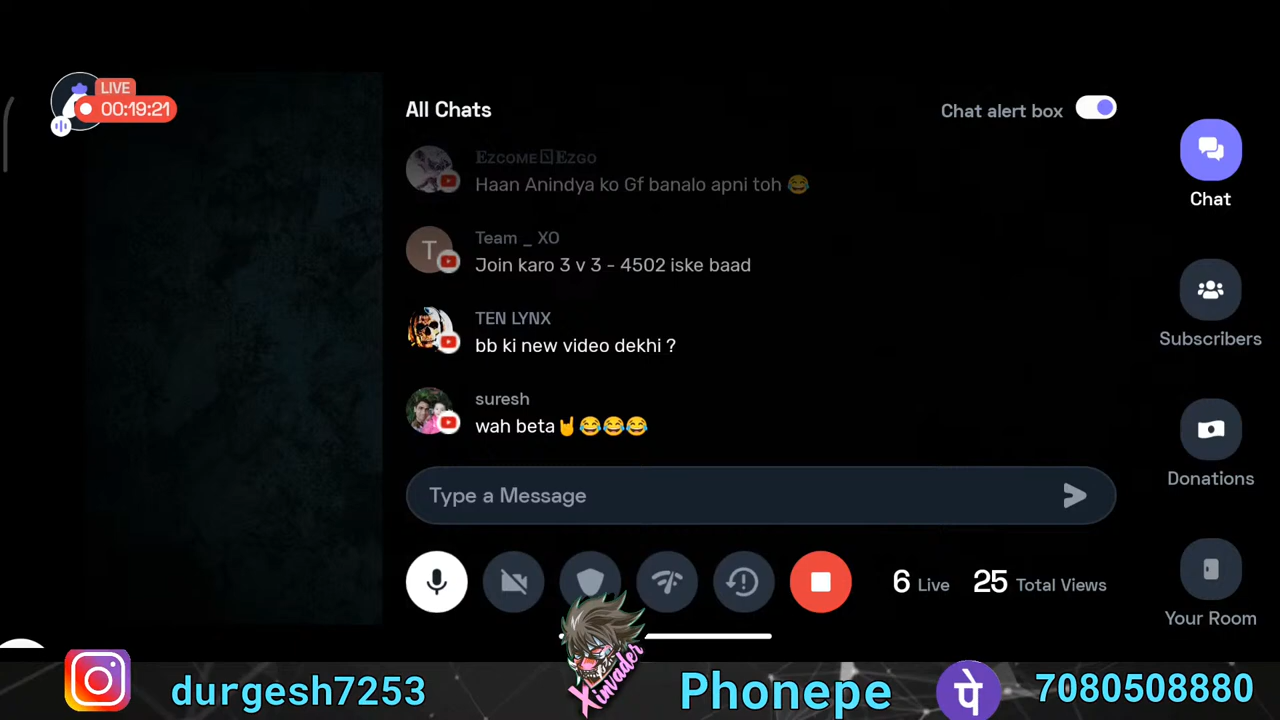 LIVE
00:19:21
All Chats
Chat alert box
Haan Anindya ko Gf banalo apni toh 😂
Team _ XO
Join karo 3 v 3 - 4502 iske baad
TEN LYNX
bb ki new video dekhi ?
suresh
wah beta🤘😂😂😂
Type a Message
6 Live 25 Total Views
Chat
Subscribers
Donations
Your Room
Xinvader
durgesh7253
Phonepe
पे
7080508880